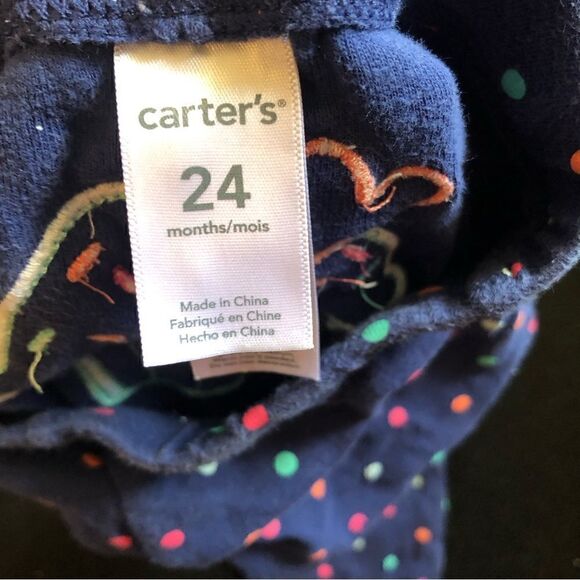 carter's®
24
months/mois
Made in China
Fabriqué en Chine
Hecho en China